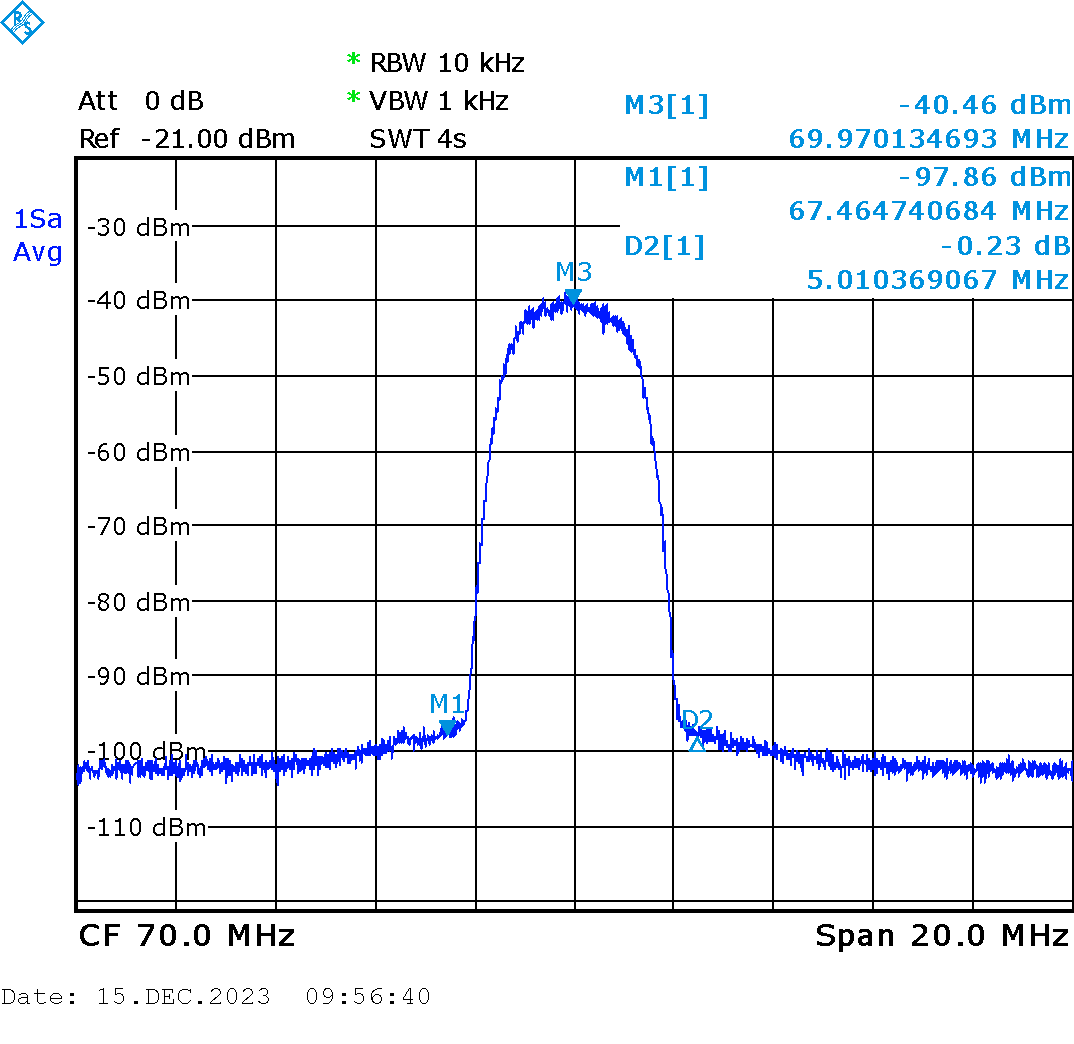 R&S
* RBW 10 kHz
Att 0 dB * VBW 1 kHz M3[1] -40.46 dBm
Ref -21.00 dBm SWT 4s 69.970134693 MHz
M1[1] -97.86 dBm
67.464740684 MHz
D2[1] -0.23 dB
5.010369067 MHz
1Sa
Avg
-30 dBm
M3
-40 dBm
-50 dBm
-60 dBm
-70 dBm
-80 dBm
-90 dBm
M1
D2
-100 dBm
-110 dBm
CF 70.0 MHz Span 20.0 MHz
Date: 15.DEC.2023 09:56:40